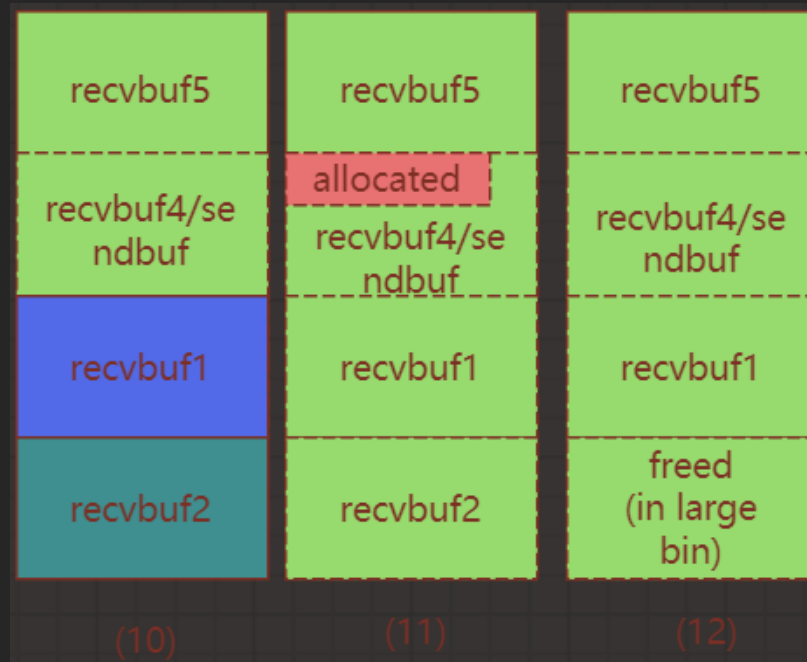 recvbuf5
recvbuf4/se
ndbuf
recvbuf1
recvbuf2
(10)
recvbuf5
allocated
recvbuf4/se
ndbuf
recvbuf1
recvbuf2
(11)
recvbuf5
recvbuf4/se
ndbuf
recvbuf1
freed
(in large
bin)
(12)